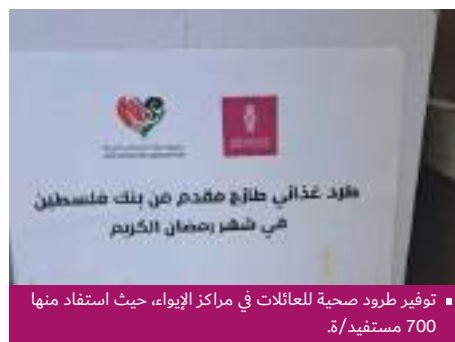 طرد غذائي طازج مقدم من بنك فلسطين
في شهر رمضان الكريم
▪ توفير طرود صحية للعائلات في مراكز الإيواء، حيث استفاد منها
700 مستفيد/ة.